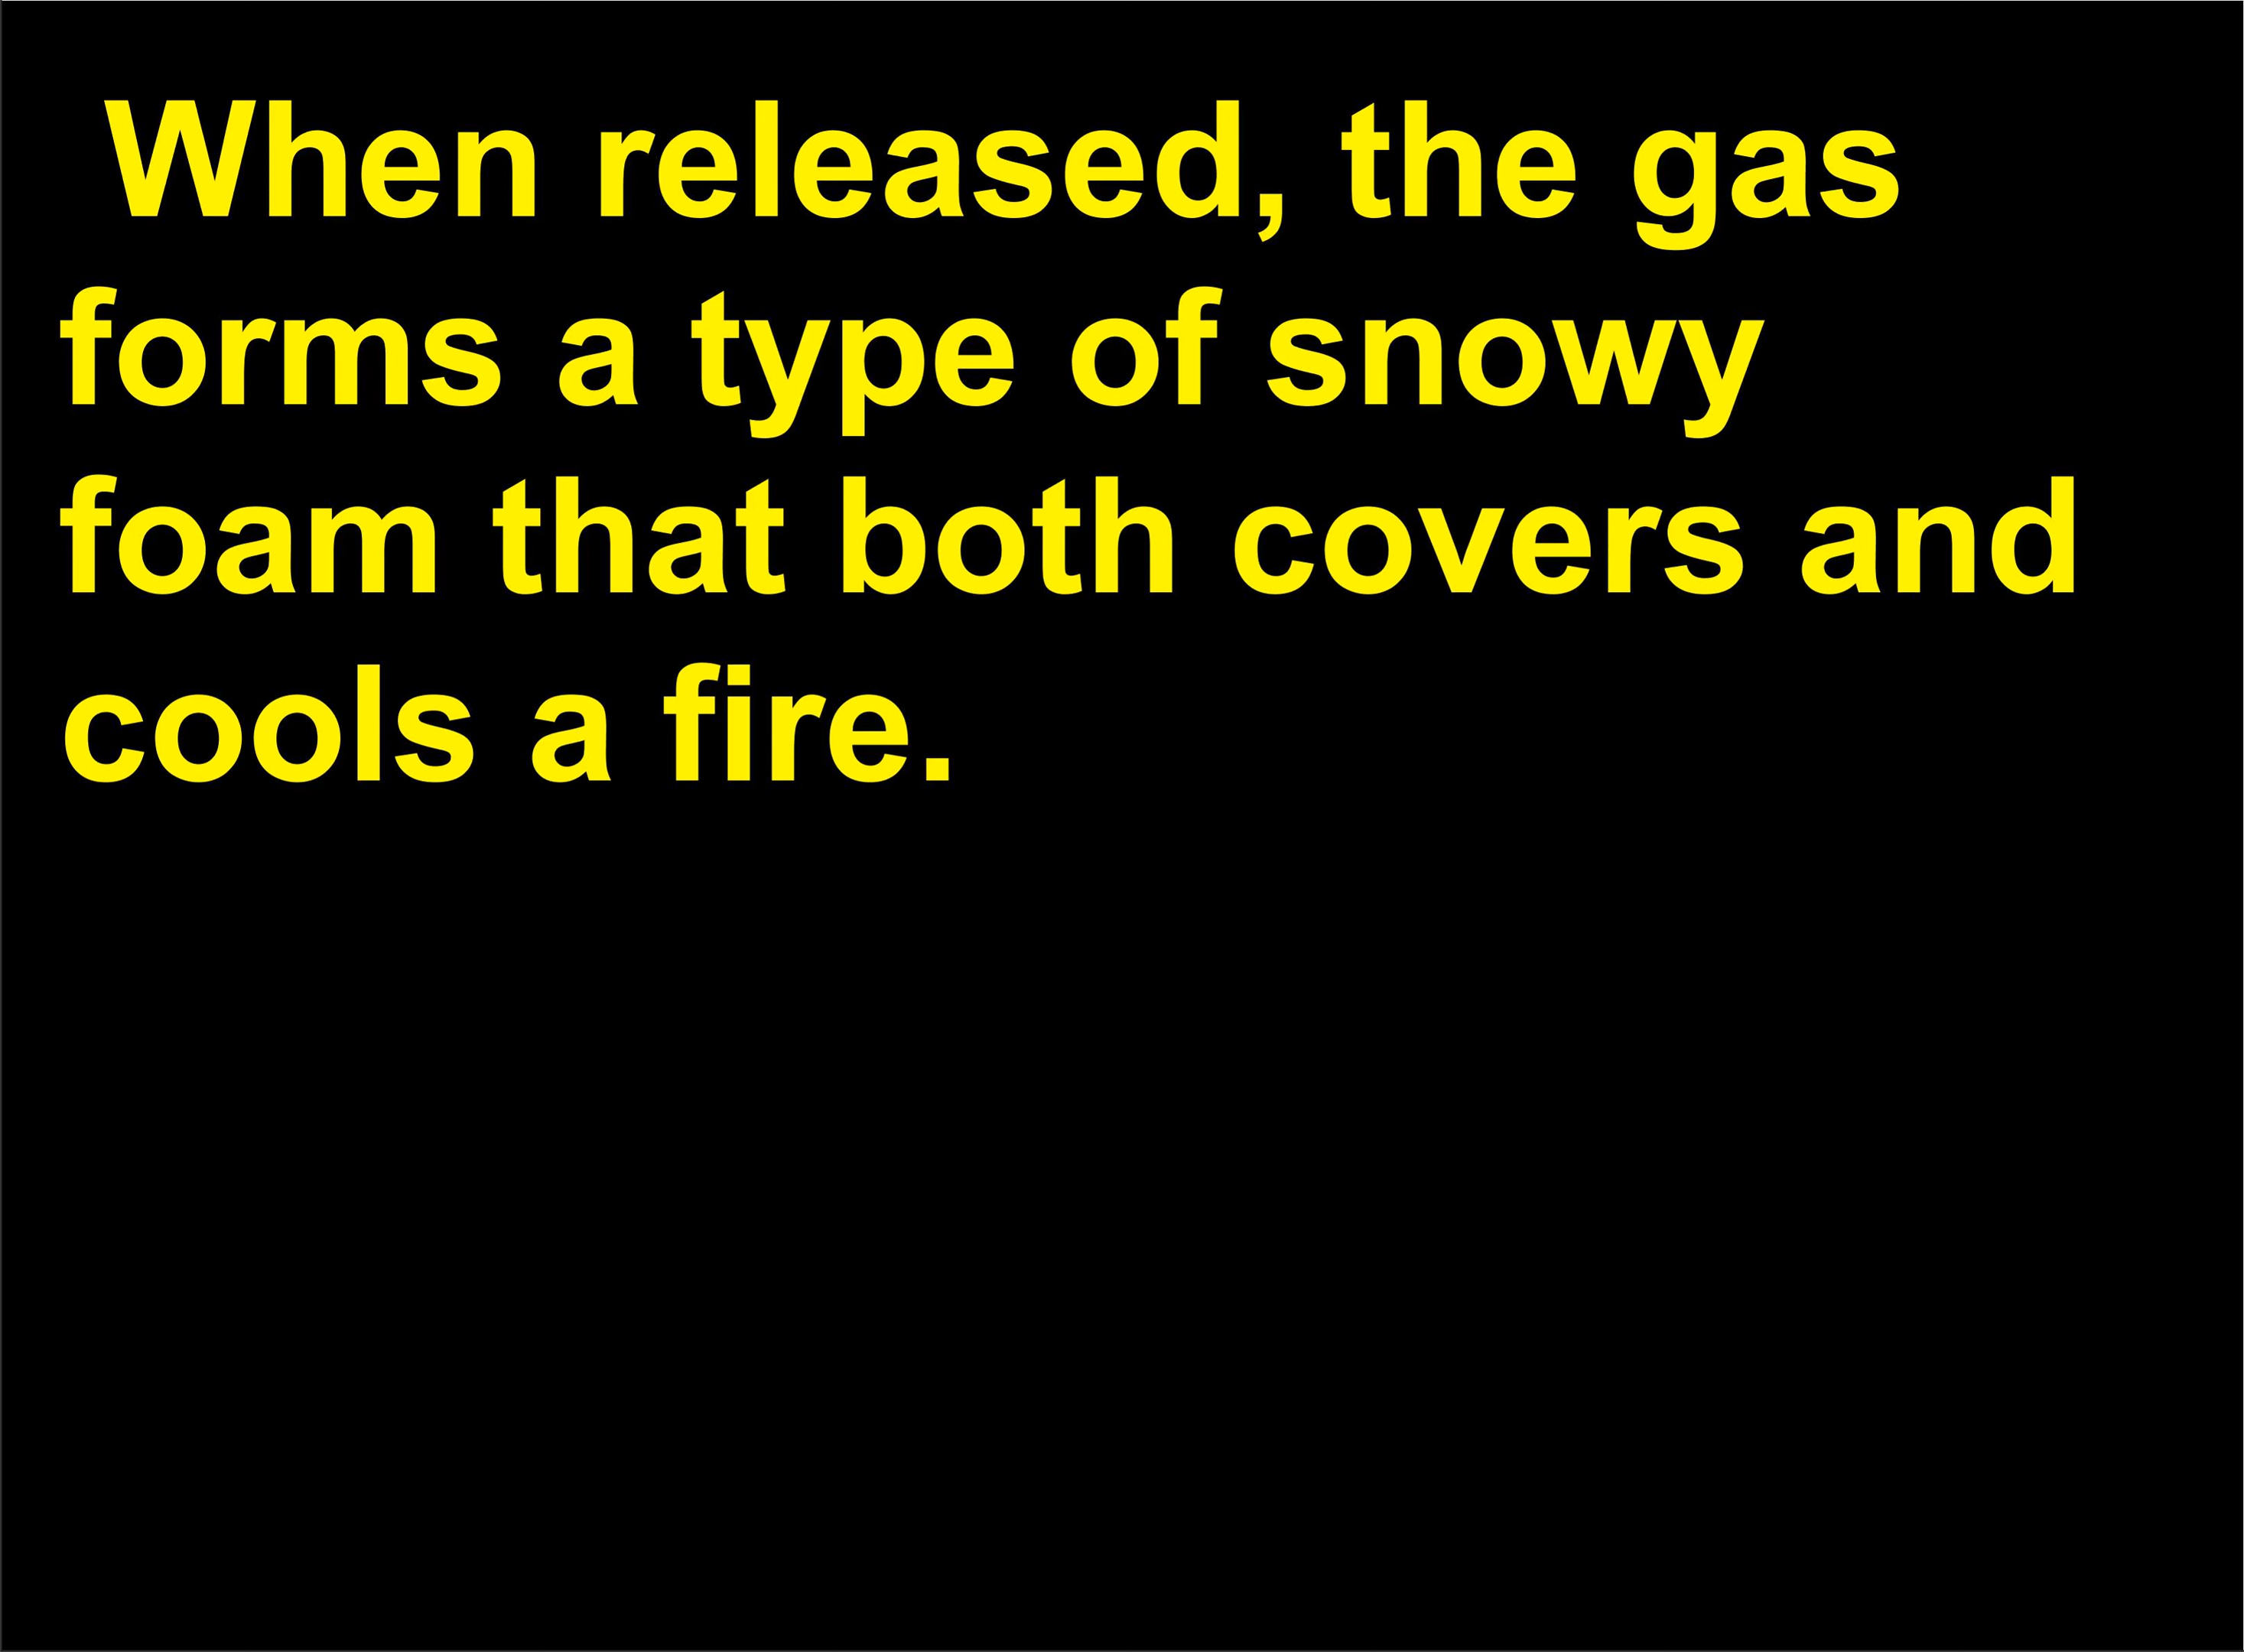 When released, the gas
forms a type of snowy
foam that both covers and
cools a fire.